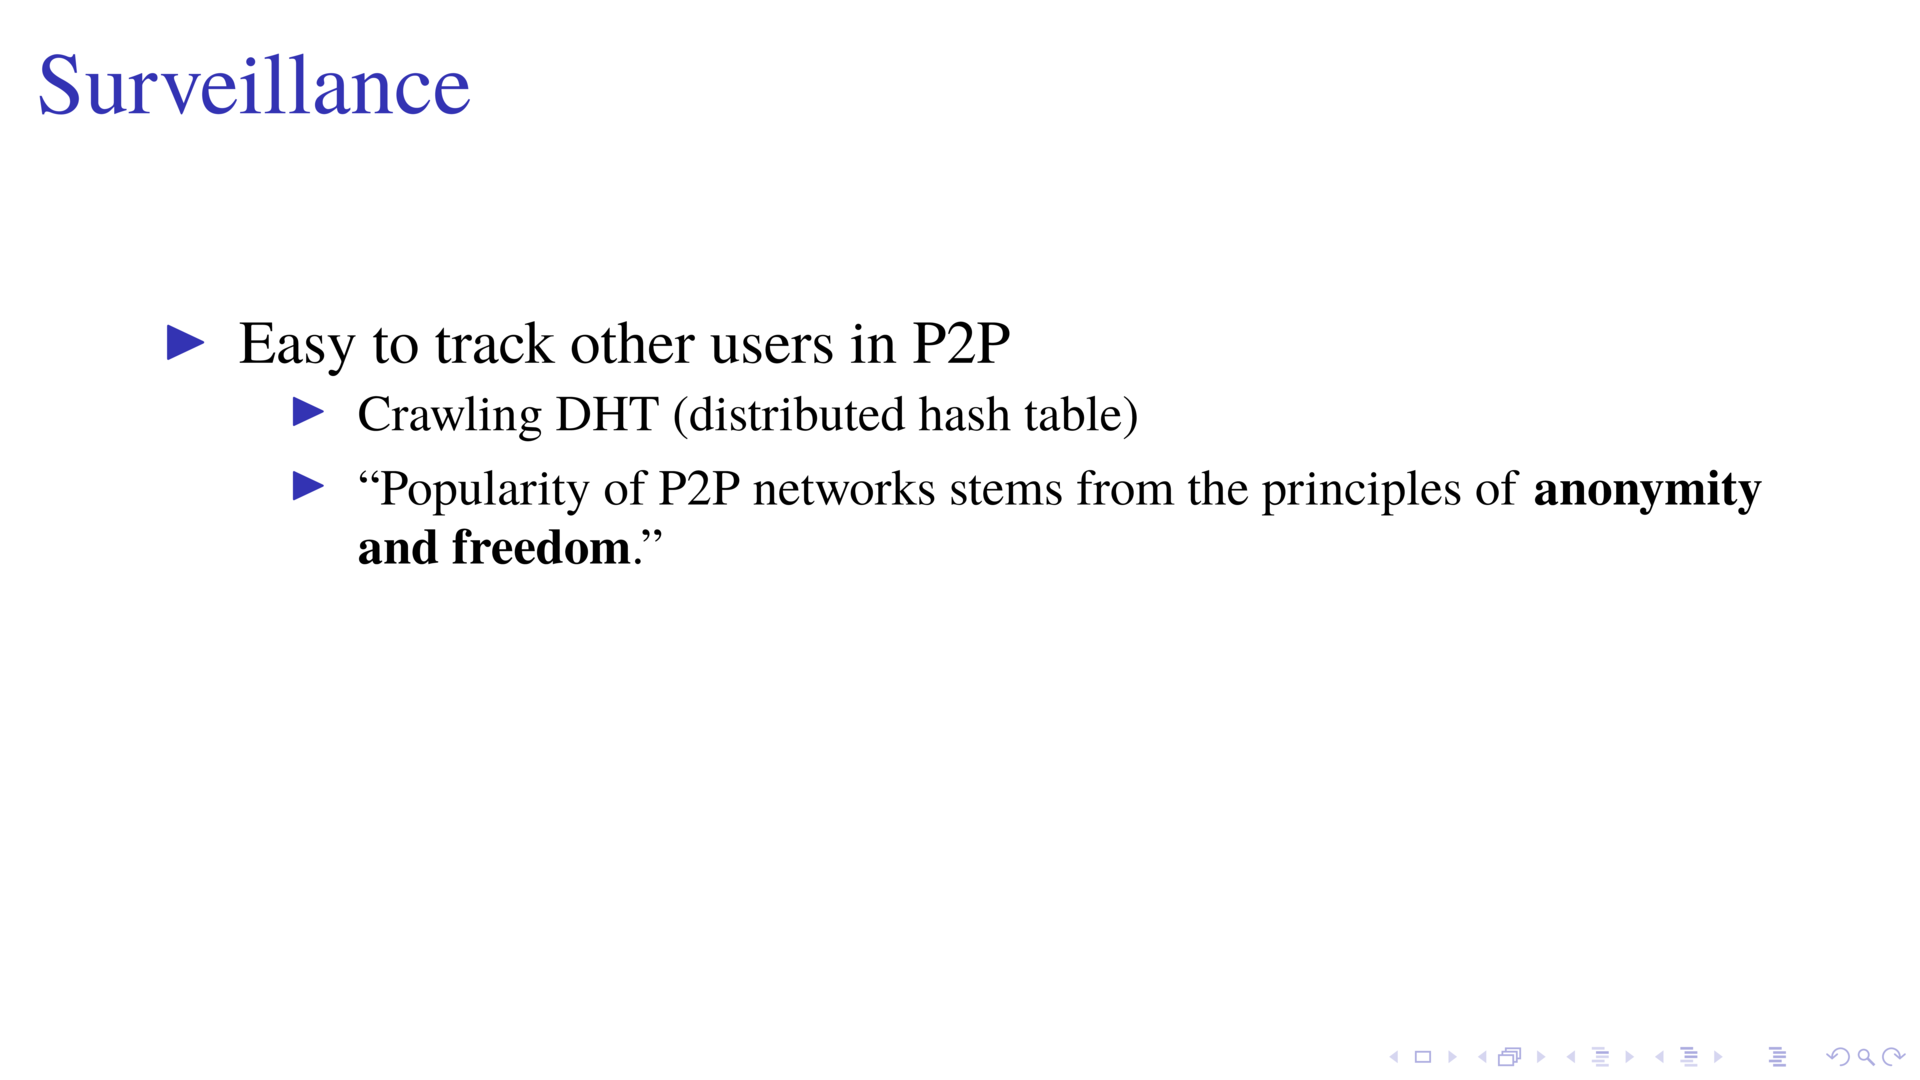 Surveillance
Easy to track other users in P2P
Crawling DHT (distributed hash table)
“Popularity of P2P networks stems from the principles of anonymity
and freedom.”